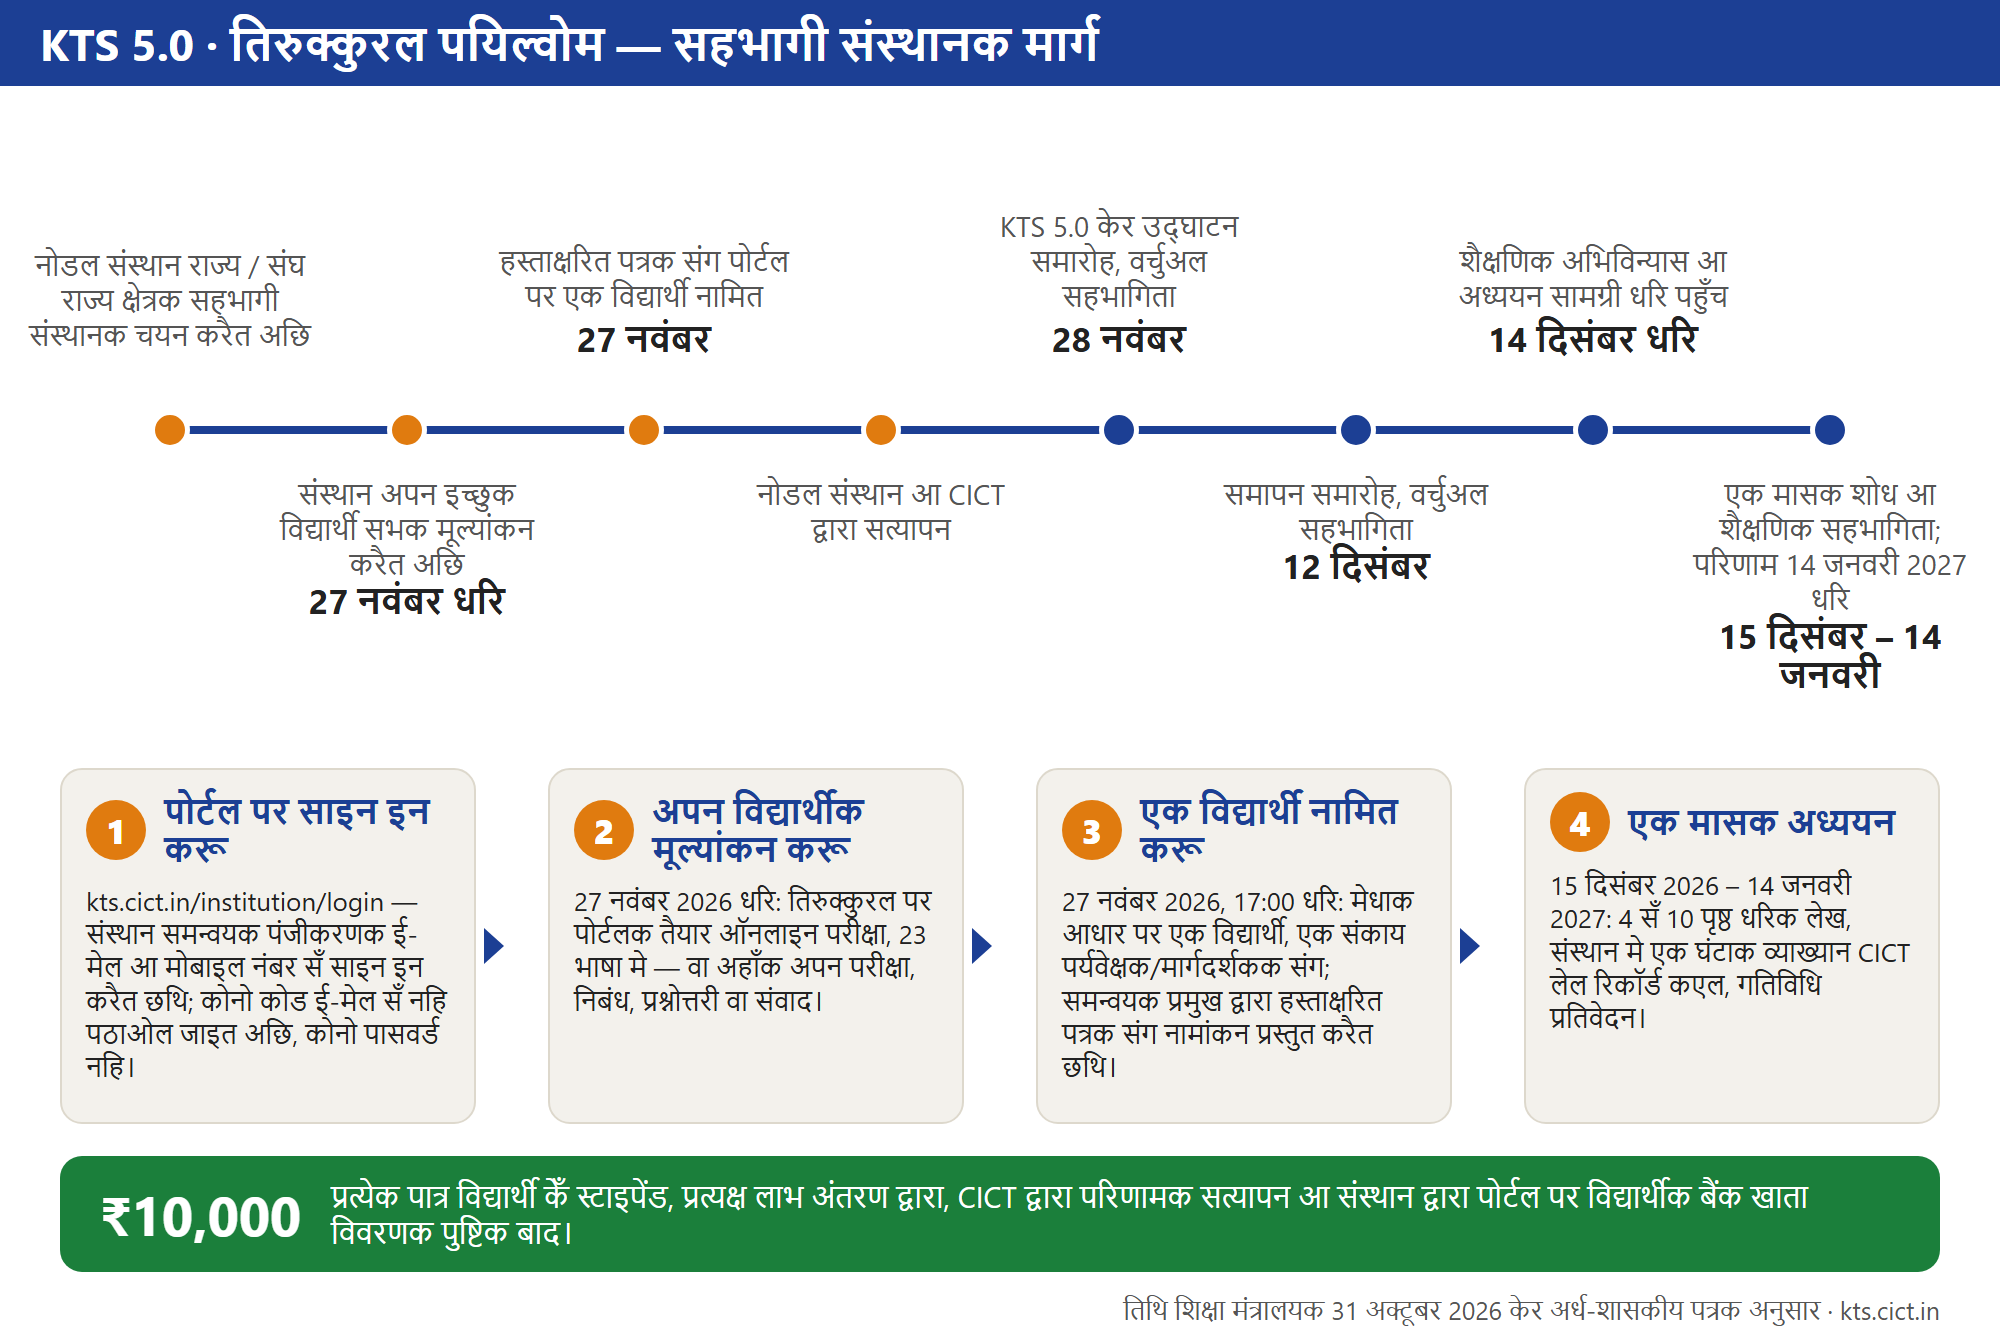 KTS 5.0 · तिरुक्कुरल पयिल्वोम — सहभागी संस्थानक मार्ग
नोडल संस्थान राज्य / संघ
राज्य क्षेत्रक सहभागी
संस्थानक चयन करैत अछि
हस्ताक्षरित पत्रक संग पोर्टल
पर एक विद्यार्थी नामित
27 नवंबर
KTS 5.0 केर उद्घाटन
समारोह, वर्चुअल
सहभागिता
28 नवंबर
शैक्षणिक अभिविन्यास आ
अध्ययन सामग्री धरि पहुँच
14 दिसंबर धरि
संस्थान अपन इच्छुक
विद्यार्थी सभक मूल्यांकन
करैत अछि
27 नवंबर धरि
नोडल संस्थान आ CICT
द्वारा सत्यापन
समापन समारोह, वर्चुअल
सहभागिता
12 दिसंबर
एक मासक शोध आ
शैक्षणिक सहभागिता;
परिणाम 14 जनवरी 2027
धरि
15 दिसंबर – 14
जनवरी
1
पोर्टल पर साइन इन
करू
kts.cict.in/institution/login —
संस्थान समन्वयक पंजीकरणक ई-
मेल आ मोबाइल नंबर सँ साइन इन
करैत छथि; कोनो कोड ई-मेल सँ नहि
पठाओल जाइत अछि, कोनो पासवर्ड
नहि।
2
अपन विद्यार्थीक
मूल्यांकन करू
27 नवंबर 2026 धरि: तिरुक्कुरल पर
पोर्टलक तैयार ऑनलाइन परीक्षा, 23
भाषा मे — वा अहाँक अपन परीक्षा,
निबंध, प्रश्नोत्तरी वा संवाद।
3
एक विद्यार्थी नामित
करू
27 नवंबर 2026, 17:00 धरि: मेधाक
आधार पर एक विद्यार्थी, एक संकाय
पर्यवेक्षक/मार्गदर्शकक संग;
समन्वयक प्रमुख द्वारा हस्ताक्षरित
पत्रक संग नामांकन प्रस्तुत करैत
छथि।
4
एक मासक अध्ययन
15 दिसंबर 2026 – 14 जनवरी
2027: 4 सँ 10 पृष्ठ धरिक लेख,
संस्थान मे एक घंटाक व्याख्यान CICT
लेल रिकॉर्ड कएल, गतिविधि
प्रतिवेदन।
₹10,000
प्रत्येक पात्र विद्यार्थी केँ स्टाइपेंड, प्रत्यक्ष लाभ अंतरण द्वारा, CICT द्वारा परिणामक सत्यापन आ संस्थान द्वारा पोर्टल पर विद्यार्थीक बैंक खाता
विवरणक पुष्टिक बाद।
तिथि शिक्षा मंत्रालयक 31 अक्टूबर 2026 केर अर्ध-शासकीय पत्रक अनुसार · kts.cict.in